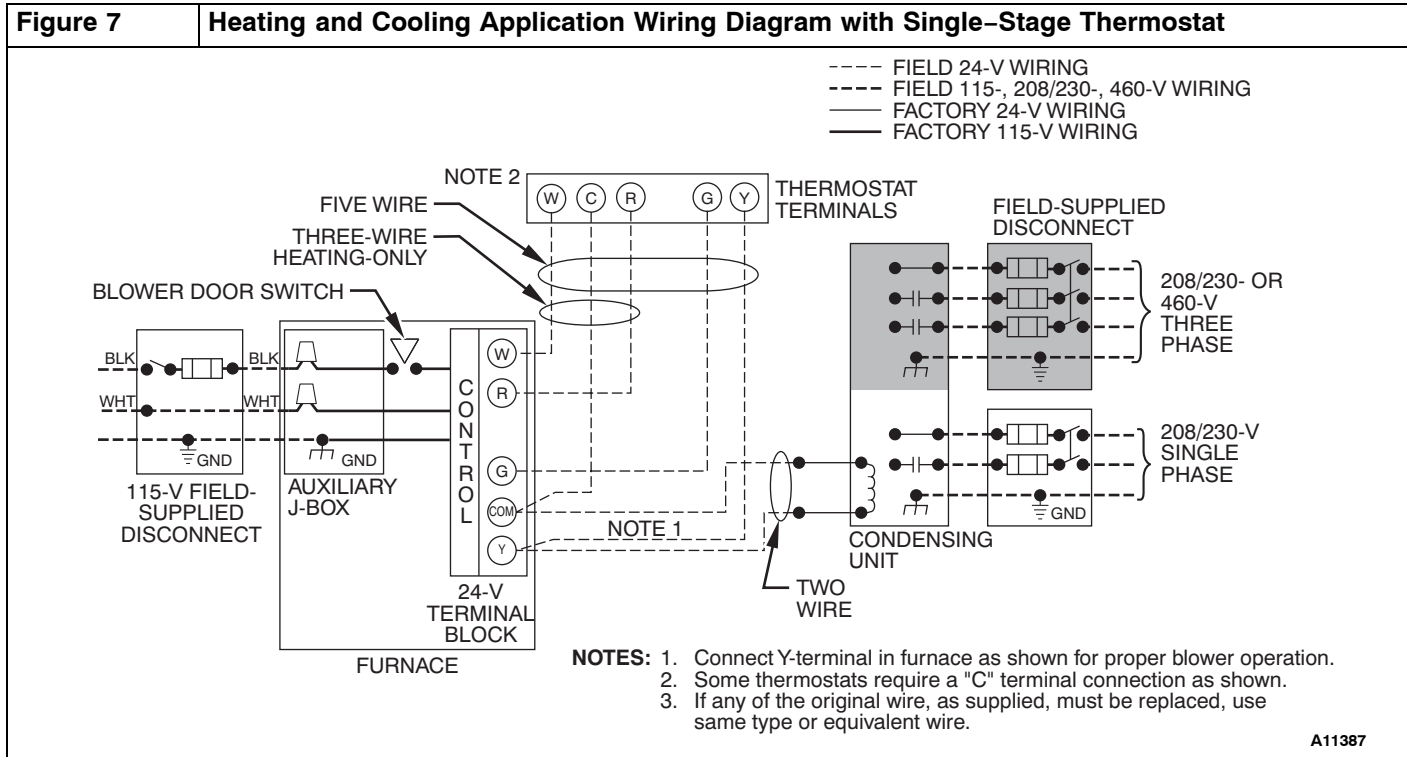 Figure 7
Heating and Cooling Application Wiring Diagram with Single−Stage Thermostat
FIELD 24-V WIRING
FIELD 115-, 208/230-, 460-V WIRING
FACTORY 24-V WIRING
FACTORY 115-V WIRING
NOTE 2
W C R G Y
THERMOSTAT
TERMINALS
FIVE WIRE
THREE-WIRE
HEATING-ONLY
BLOWER DOOR SWITCH
FIELD-SUPPLIED
DISCONNECT
208/230- OR
460-V
THREE
PHASE
BLK
BLK
WHT
WHT
GND
GND
115-V FIELD-
SUPPLIED
DISCONNECT
AUXILIARY
J-BOX
CONTROL
W
R
G
COM
Y
24-V
TERMINAL
BLOCK
FURNACE
NOTE 1
TWO
WIRE
CONDENSING
UNIT
GND
208/230-V
SINGLE
PHASE
NOTES: 1. Connect Y-terminal in furnace as shown for proper blower operation.
2. Some thermostats require a "C" terminal connection as shown.
3. If any of the original wire, as supplied, must be replaced, use
same type or equivalent wire.
A11387